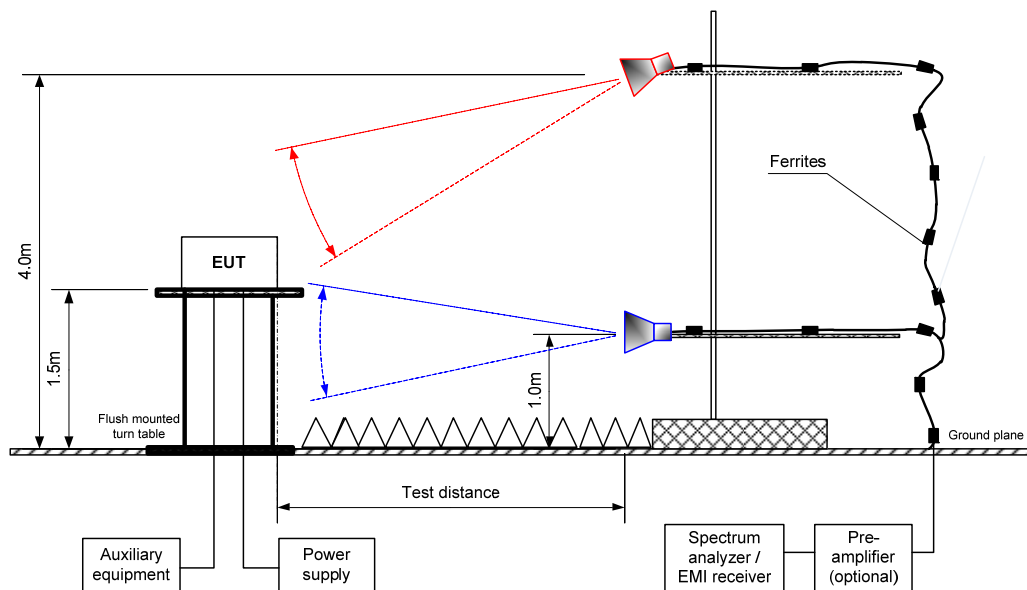 4.0m
EUT
1.5m
Flush mounted
turn table
Ferrites
1.0m
Ground plane
Test distance
Auxiliary
equipment
Power
supply
Spectrum
analyzer /
EMI receiver
Pre-
amplifier
(optional)